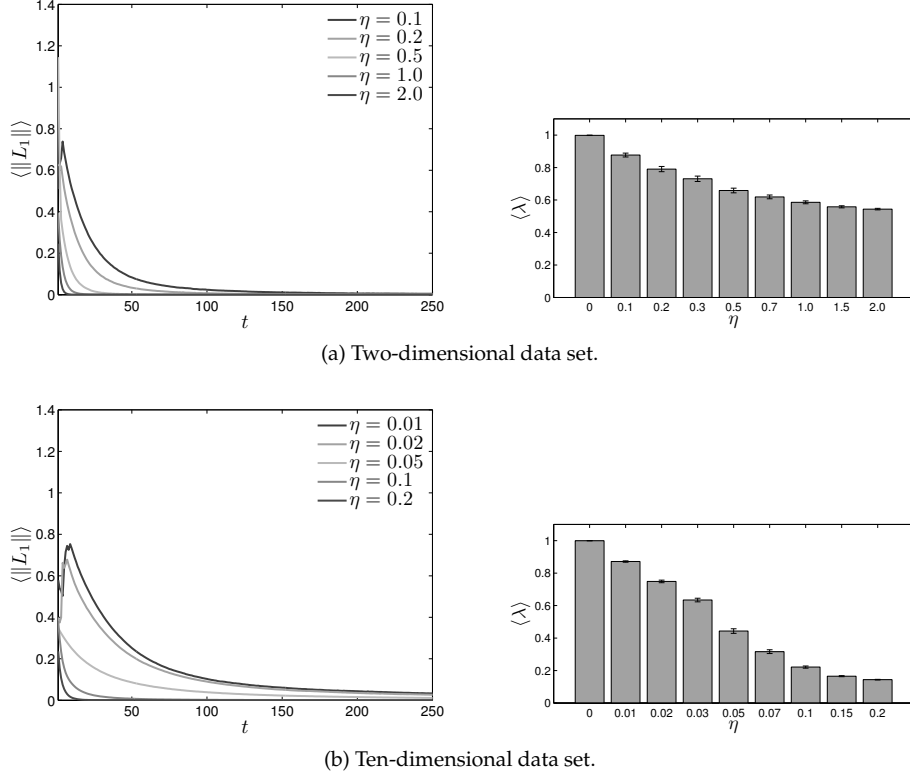 1.4
1.2
1
0.8
0.6
0.4
0.2
0
⟨‖L₁‖⟩
50 100 150 200 250
t
η = 0.1
η = 0.2
η = 0.5
η = 1.0
η = 2.0
1
0.8
0.6
0.4
0.2
0
⟨λ⟩
0 0.1 0.2 0.3 0.5 0.7 1.0 1.5 2.0
η
(a) Two-dimensional data set.
1.4
1.2
1
0.8
0.6
0.4
0.2
0
⟨‖L₁‖⟩
50 100 150 200 250
t
η = 0.01
η = 0.02
η = 0.05
η = 0.1
η = 0.2
1
0.8
0.6
0.4
0.2
0
⟨λ⟩
0 0.01 0.02 0.03 0.05 0.07 0.1 0.15 0.2
η
(b) Ten-dimensional data set.